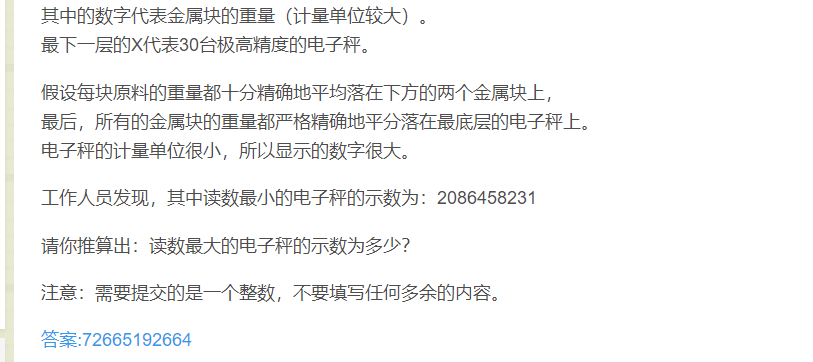 其中的数字代表金属块的重量（计量单位较大）。
最下一层的X代表30台极高精度的电子秤。
假设每块原料的重量都十分精确地平均落在下方的两个金属块上，
最后，所有的金属块的重量都严格精确地平分落在最底层的电子秤上。
电子秤的计量单位很小，所以显示的数字很大。
工作人员发现，其中读数最小的电子秤的示数为：2086458231
请你推算出：读数最大的电子秤的示数为多少？
注意：需要提交的是一个整数，不要填写任何多余的内容。
答案:72665192664